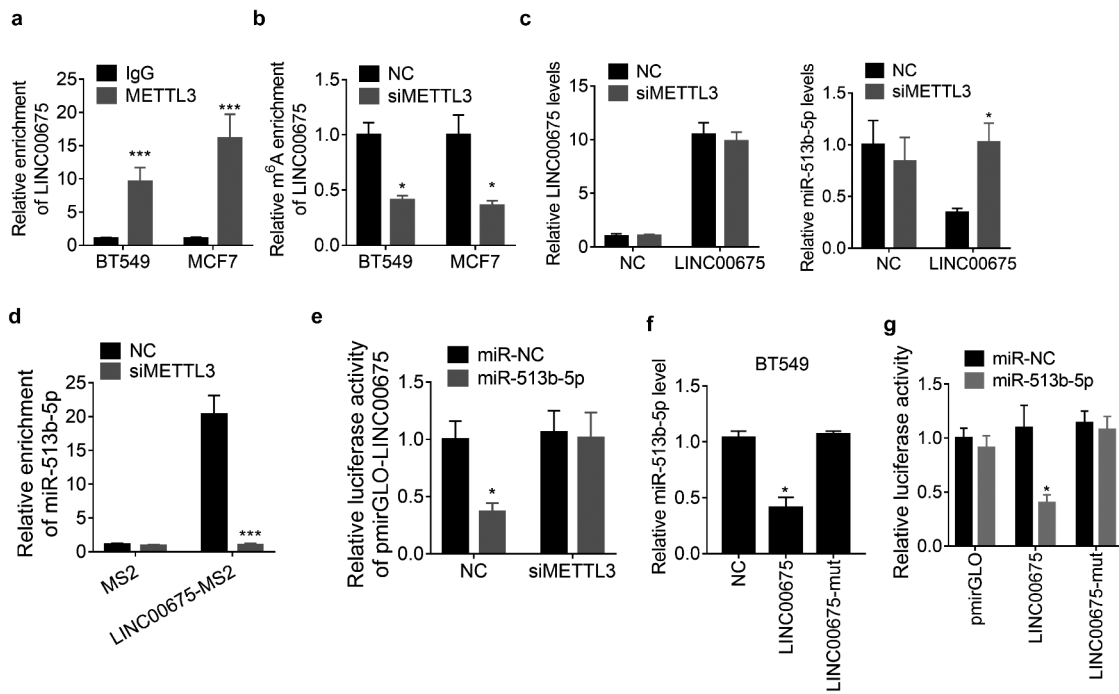 a
IgG
METTL3
Relative enrichment
of LINC00675
25
20
15
10
5
0
***
***
BT549
MCF7
b
NC
siMETTL3
Relative m⁶A enrichment
of LINC00675
1.5
1.0
0.5
0.0
*
*
BT549
MCF7
c
NC
siMETTL3
Relative LINC00675 levels
15
10
5
0
NC
LINC00675
NC
siMETTL3
Relative miR-513b-5p levels
1.5
1.0
0.5
0.0
*
NC
LINC00675
d
NC
siMETTL3
Relative enrichment
of miR-513b-5p
25
20
15
10
5
0
***
MS2
LINC00675-MS2
e
miR-NC
miR-513b-5p
Relative luciferase activity
of pmirGLO-LINC00675
1.5
1.0
0.5
0.0
*
NC
siMETTL3
f
BT549
Relative miR-513b-5p level
1.5
1.0
0.5
0.0
*
NC
LINC00675
LINC00675-mut
g
miR-NC
miR-513b-5p
Relative luciferase activity
1.5
1.0
0.5
0.0
*
pmirGLO
LINC00675
LINC00675-mut